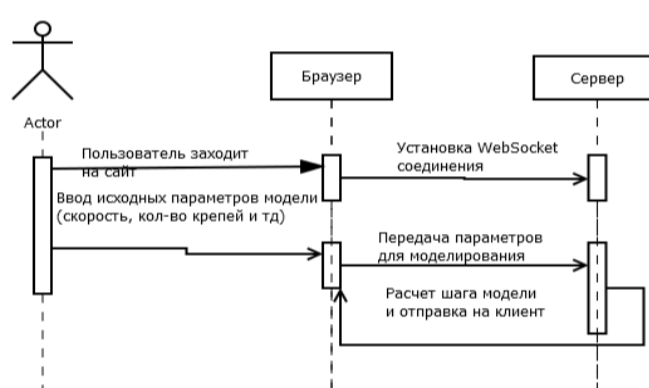 Браузер
Сервер
Actor
Пользователь заходит
на сайт
Установка WebSocket
соединения
Ввод исходных параметров модели
(скорость, кол-во крепей и тд)
Передача параметров
для моделирования
Расчет шага модели
и отправка на клиент